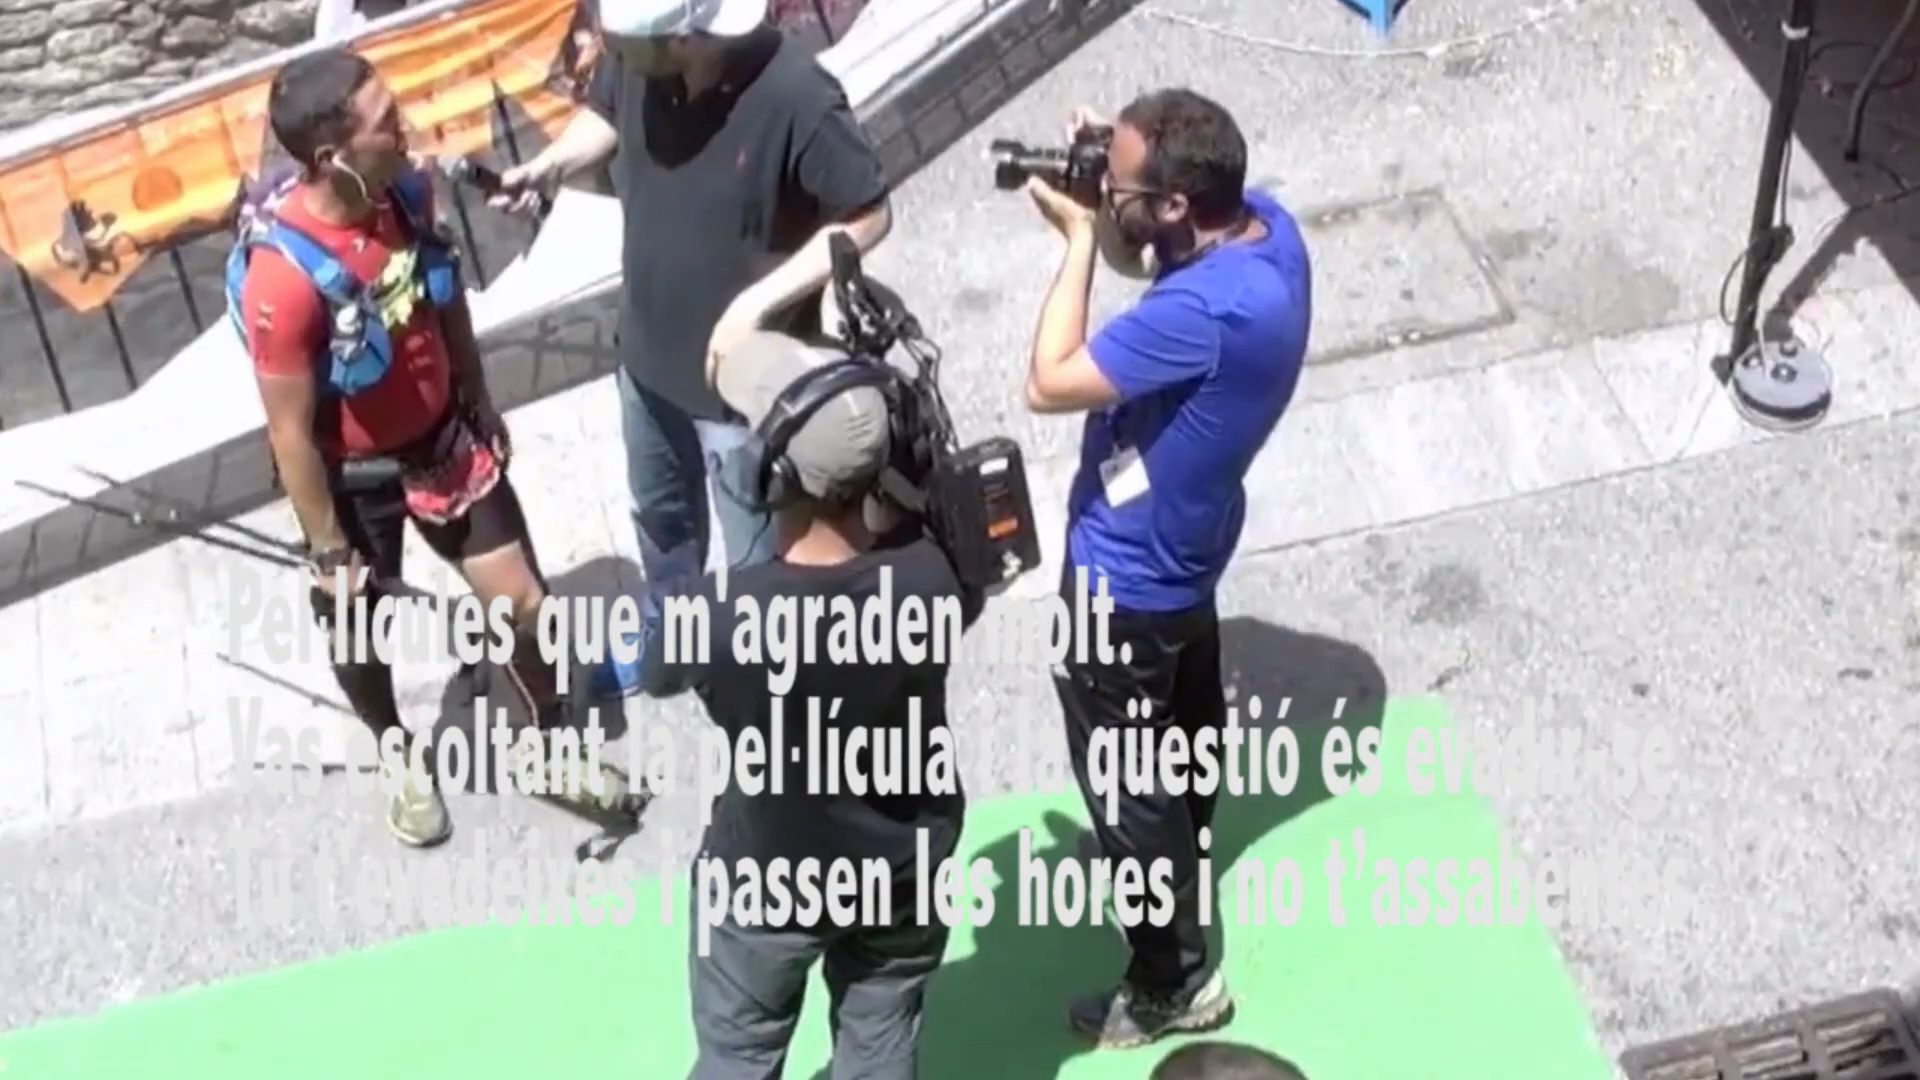 Pel·lícules que m'agraden molt.
Vas escoltant la pel·lícula i la qüestió és evadir-se
Tu t'evadeixes i passen les hores i no t'assabentes.